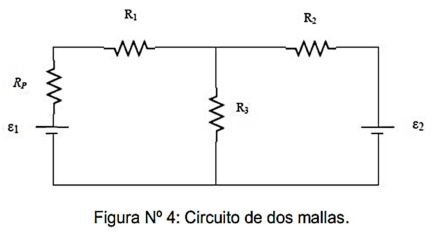 R1 R2
RP R3
ε1 ε2
Figura Nº 4: Circuito de dos mallas.